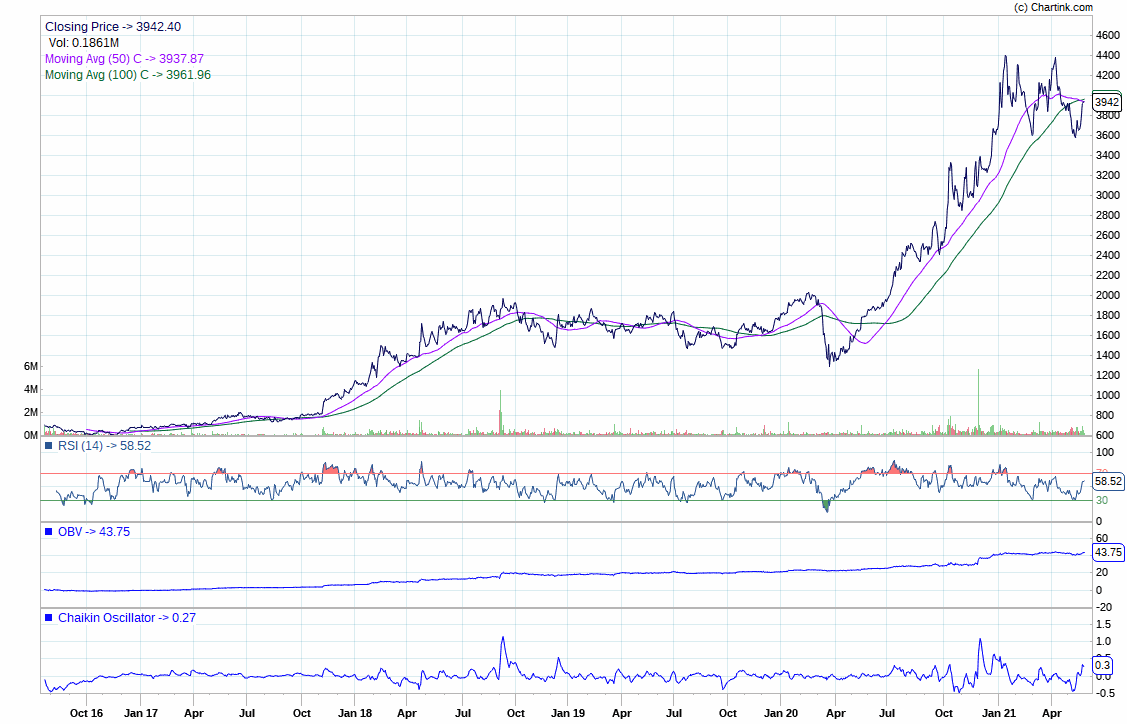 (c) Chartink.com
Closing Price -> 3942.40
Vol: 0.1861M
Moving Avg (50) C -> 3937.87
Moving Avg (100) C -> 3961.96
4600
4400
4200
3942
3800
3600
3400
3200
3000
2800
2600
2400
2200
2000
1800
1600
1400
1200
1000
800
600
6M
4M
2M
0M
RSI (14) -> 58.52
100
70
58.52
30
0
OBV -> 43.75
60
43.75
20
0
-20
Chaikin Oscillator -> 0.27
1.5
1.0
0.3
-0.5
Oct 16 Jan 17 Apr Jul Oct Jan 18 Apr Jul Oct Jan 19 Apr Jul Oct Jan 20 Apr Jul Oct Jan 21 Apr